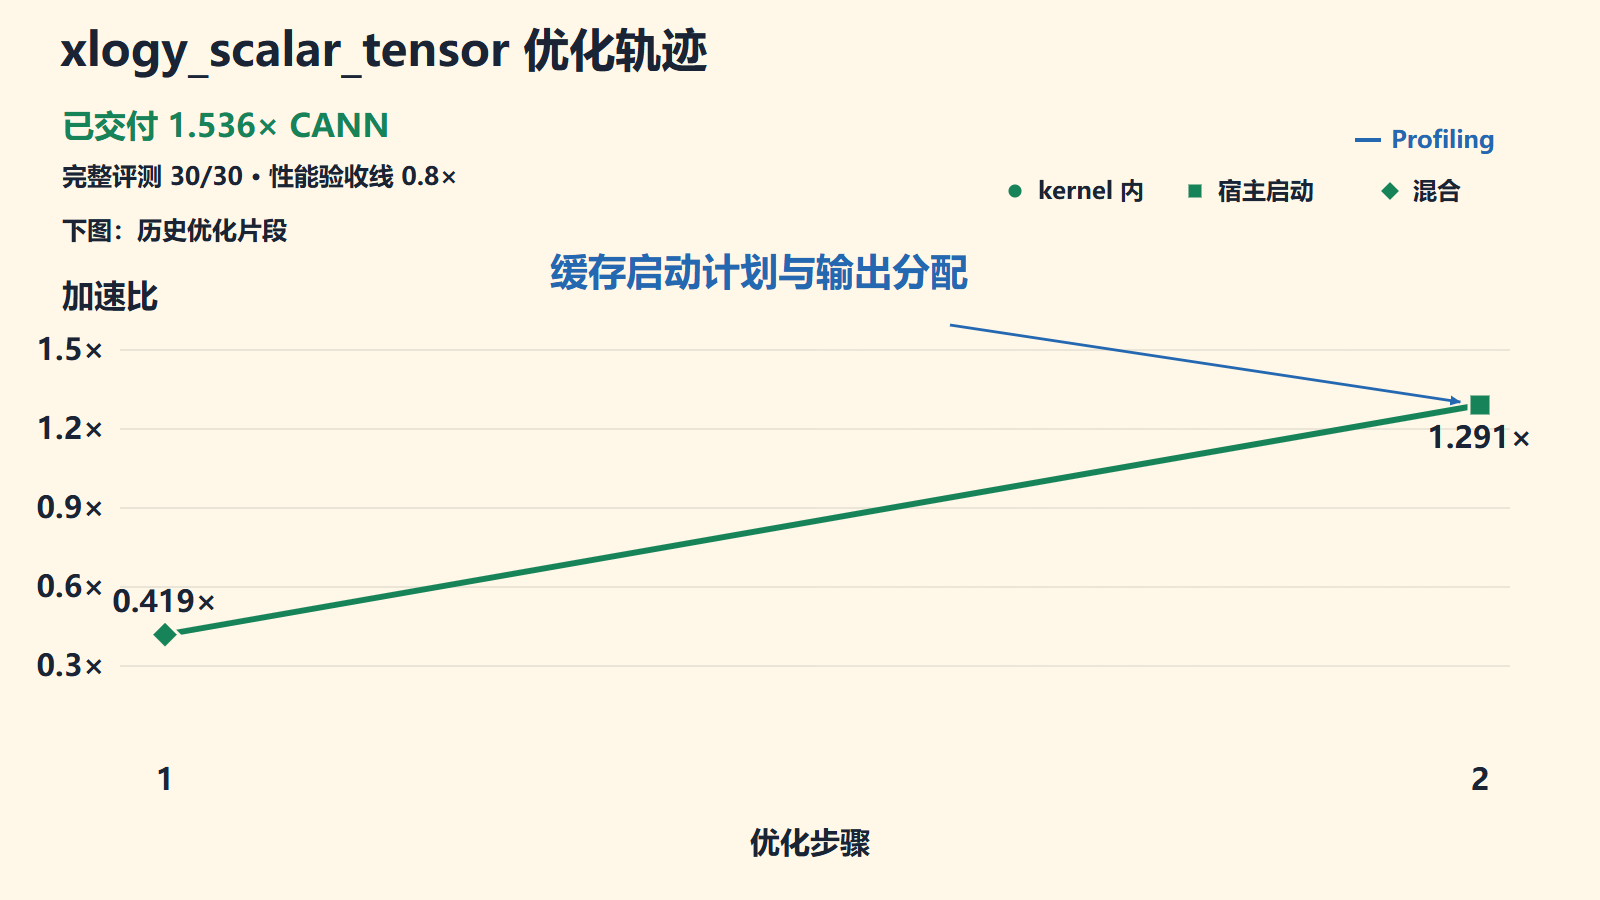 xlogy_scalar_tensor 优化轨迹
已交付 1.536× CANN
完整评测 30/30 · 性能验收线 0.8×
下图：历史优化片段
Profiling
kernel 内
宿主启动
混合
缓存启动计划与输出分配
加速比
1.5×
1.2×
1.291×
0.9×
0.6×
0.419×
0.3×
1
2
优化步骤